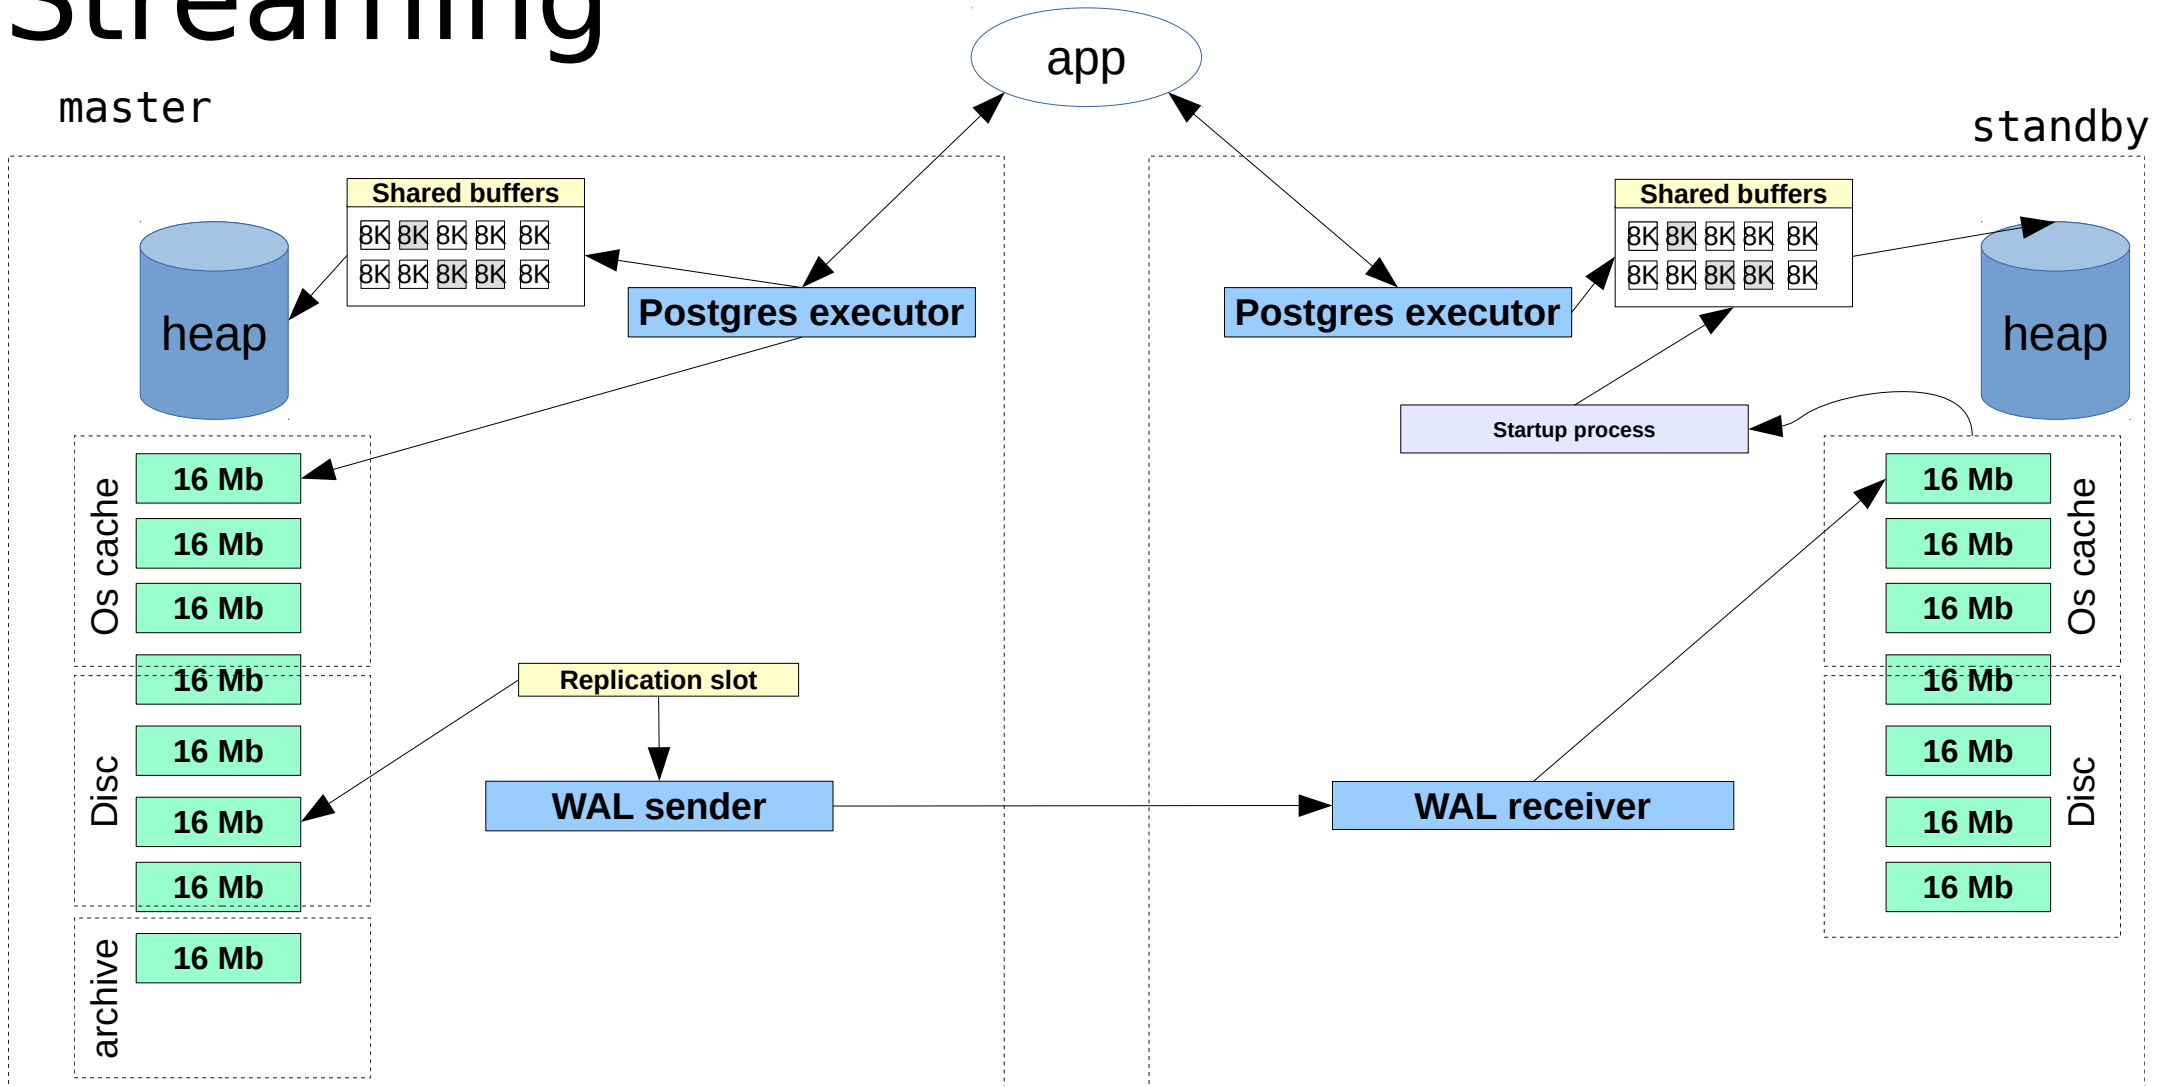 Streaming
app
master
standby
Shared buffers
8K 8K 8K 8K 8K
8K 8K 8K 8K 8K
heap
Postgres executor
Os cache
16 Mb
16 Mb
16 Mb
16 Mb
Disc
16 Mb
16 Mb
16 Mb
archive
16 Mb
Replication slot
WAL sender
Shared buffers
8K 8K 8K 8K 8K
8K 8K 8K 8K 8K
heap
Postgres executor
Startup process
16 Mb
16 Mb
16 Mb
Os cache
16 Mb
16 Mb
16 Mb
16 Mb
Disc
WAL receiver